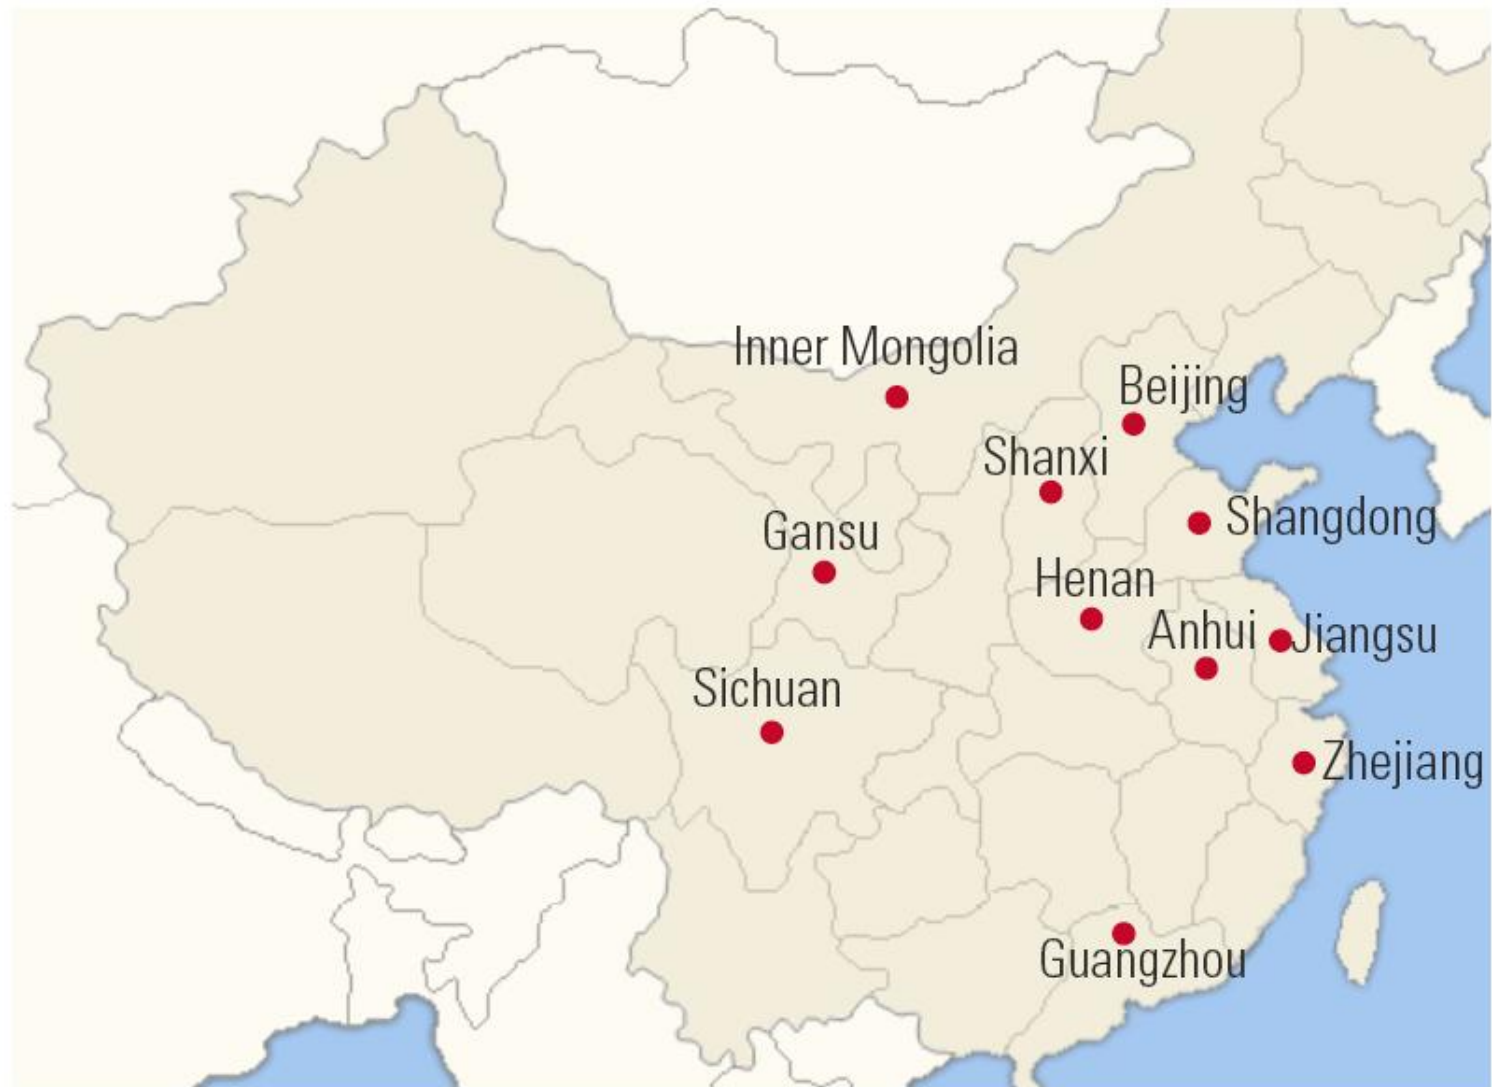 Inner Mongolia
Beijing
Shanxi
Shangdong
Gansu
Henan
Anhui
Jiangsu
Sichuan
Zhejiang
Guangzhou